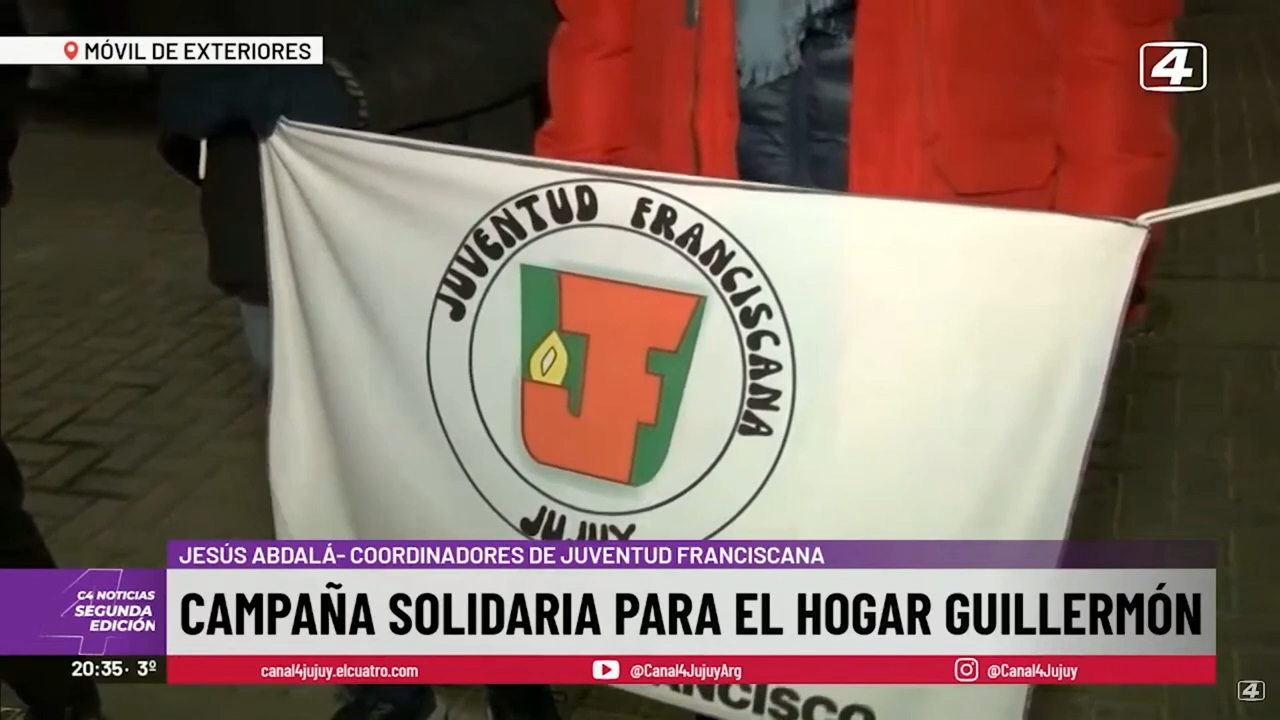 MÓVIL DE EXTERIORES
4
JUVENTUD FRANCISCANA
JF
JUJUY
JESÚS ABDALÁ- COORDINADORES DE JUVENTUD FRANCISCANA
C4 NOTICIAS
SEGUNDA
EDICIÓN
CAMPAÑA SOLIDARIA PARA EL HOGAR GUILLERMÓN
20:35· 3º
canal4jujuy.elcuatro.com
@Canal4JujuyArg
@Canal4Jujuy
4